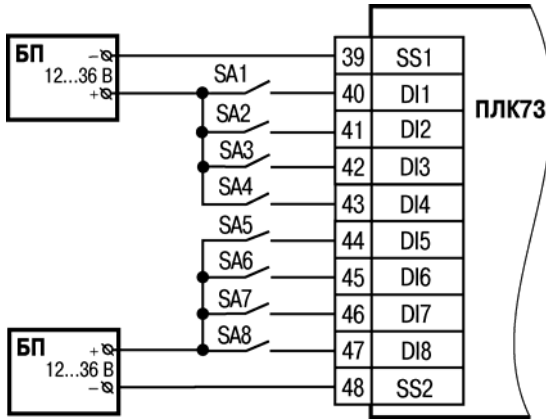 БП
12...36 В
–
+
39 SS1
SA1 40 DI1
ПЛК73
SA2 41 DI2
SA3 42 DI3
SA4 43 DI4
SA5 44 DI5
SA6 45 DI6
SA7 46 DI7
SA8 47 DI8
БП
12...36 В
+
–
48 SS2